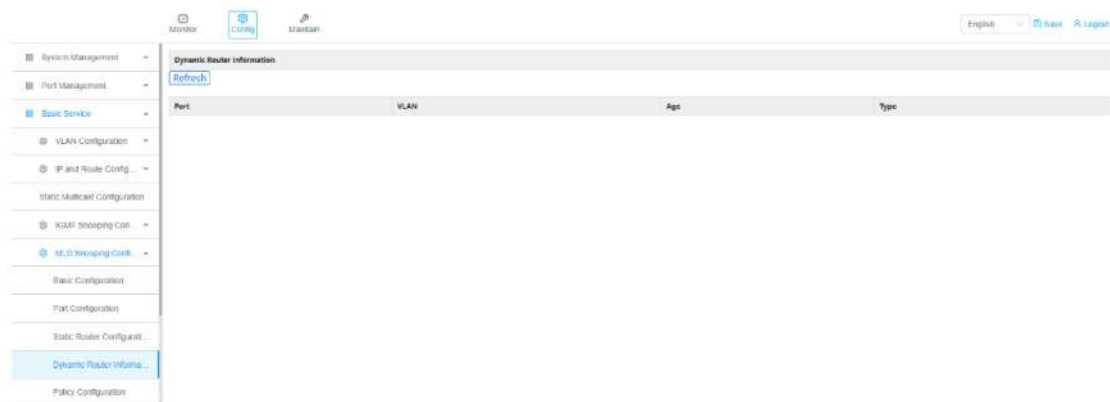 Monitor
Config
Maintain
English
Save
Logout
System Management
Port Management
Basic Service
VLAN Configuration
IP and Route Config...
Static Multicast Configuration
IGMP Snooping Con...
MLD Snooping Confi...
Basic Configuration
Port Configuration
Static Router Configurati...
Dynamic Router Informa...
Policy Configuration
Dynamic Router Information
Refresh
Port VLAN Age Type